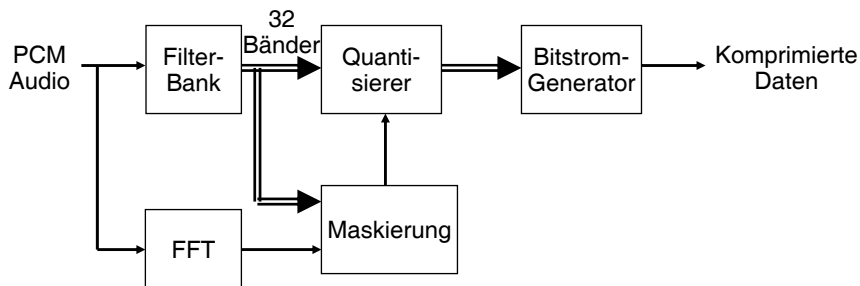 32
Bänder
PCM
Audio
Filter-
Bank
Quanti-
sierer
Bitstrom-
Generator
Komprimierte
Daten
FFT
Maskierung